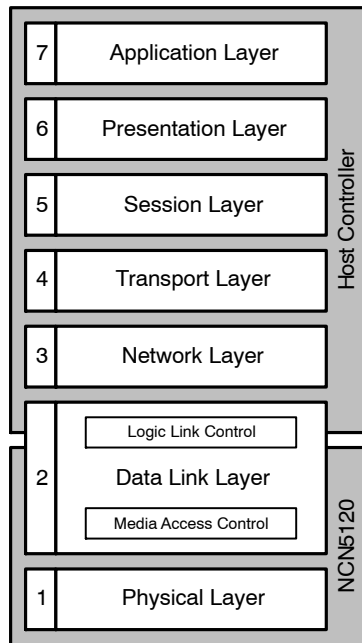 7 Application Layer
6 Presentation Layer
5 Session Layer
4 Transport Layer
3 Network Layer
Host Controller
Logic Link Control
2 Data Link Layer
Media Access Control
1 Physical Layer
NCN5120